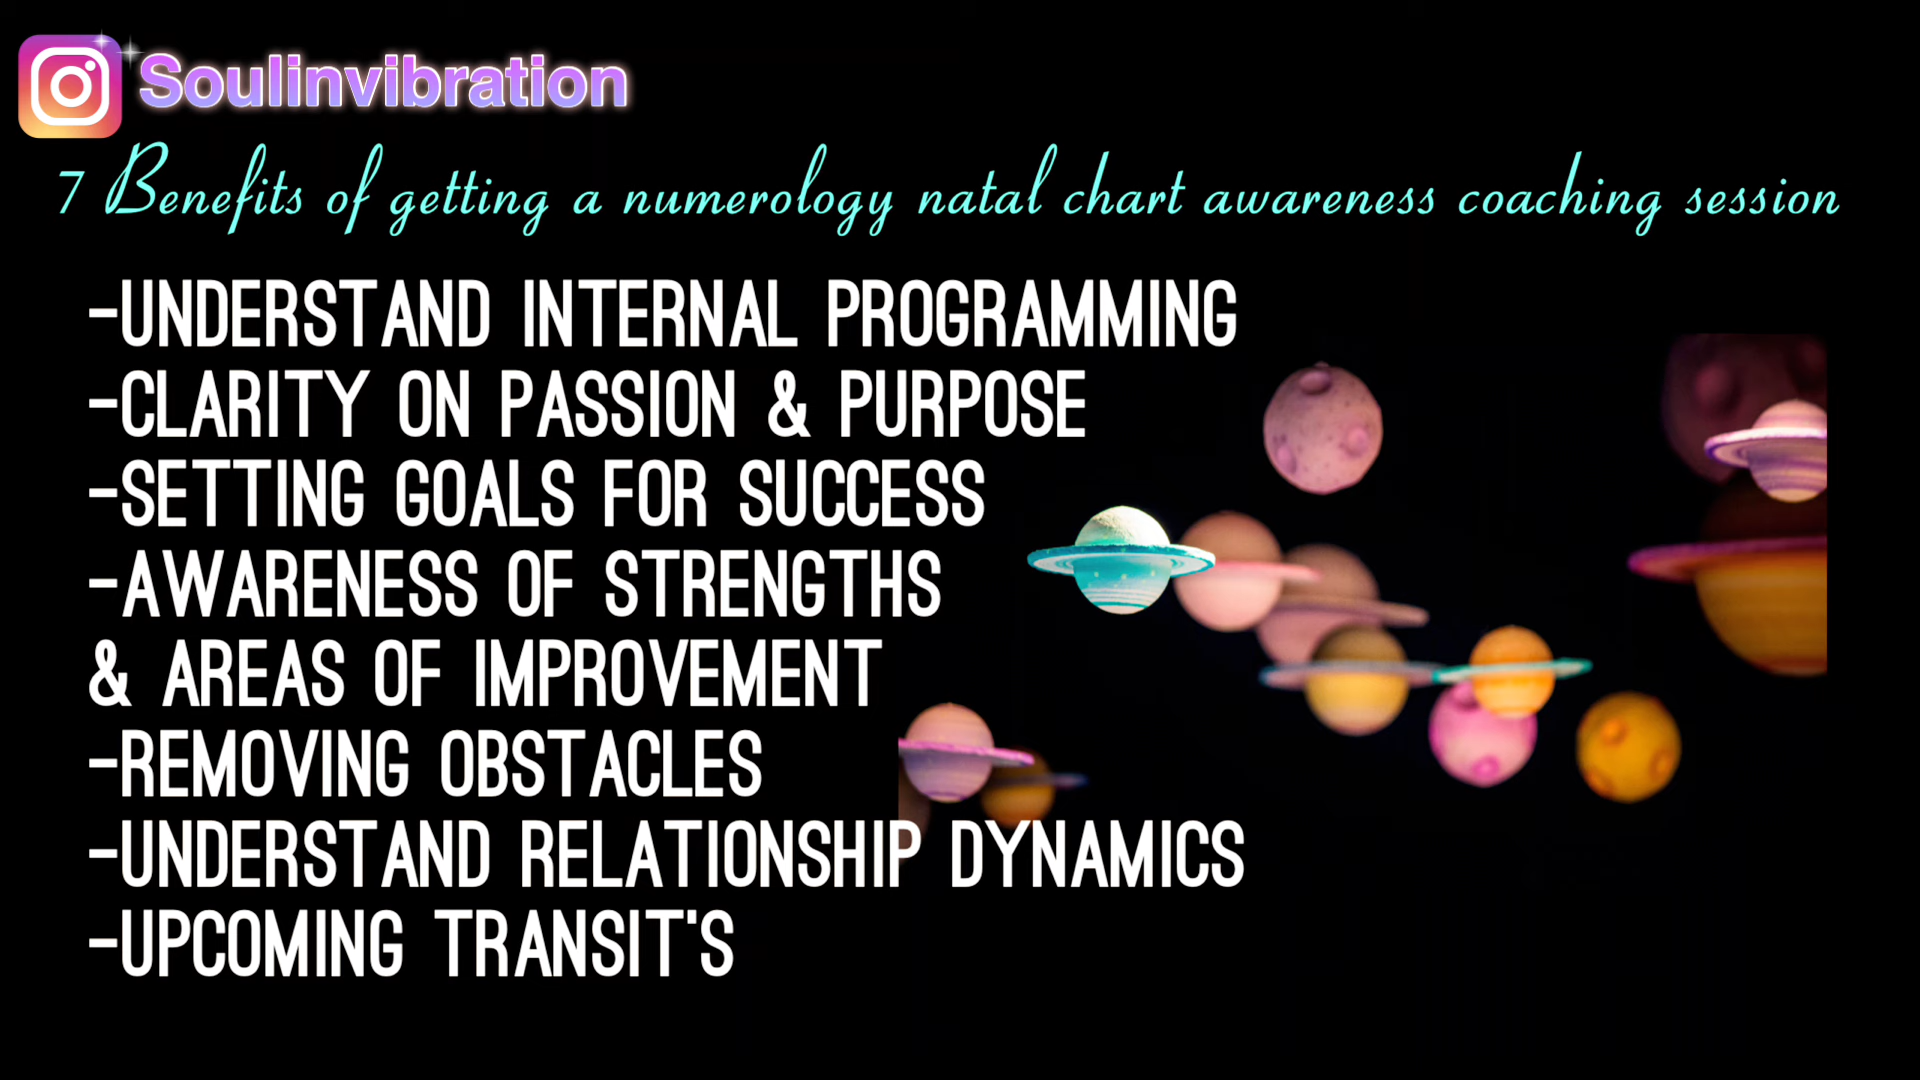 Soulinvibration
7 Benefits of getting a numerology natal chart awareness coaching session
-UNDERSTAND INTERNAL PROGRAMMING
-CLARITY ON PASSION & PURPOSE
-SETTING GOALS FOR SUCCESS
-AWARENESS OF STRENGTHS
& AREAS OF IMPROVEMENT
-REMOVING OBSTACLES
-UNDERSTAND RELATIONSHIP DYNAMICS
-UPCOMING TRANSIT'S